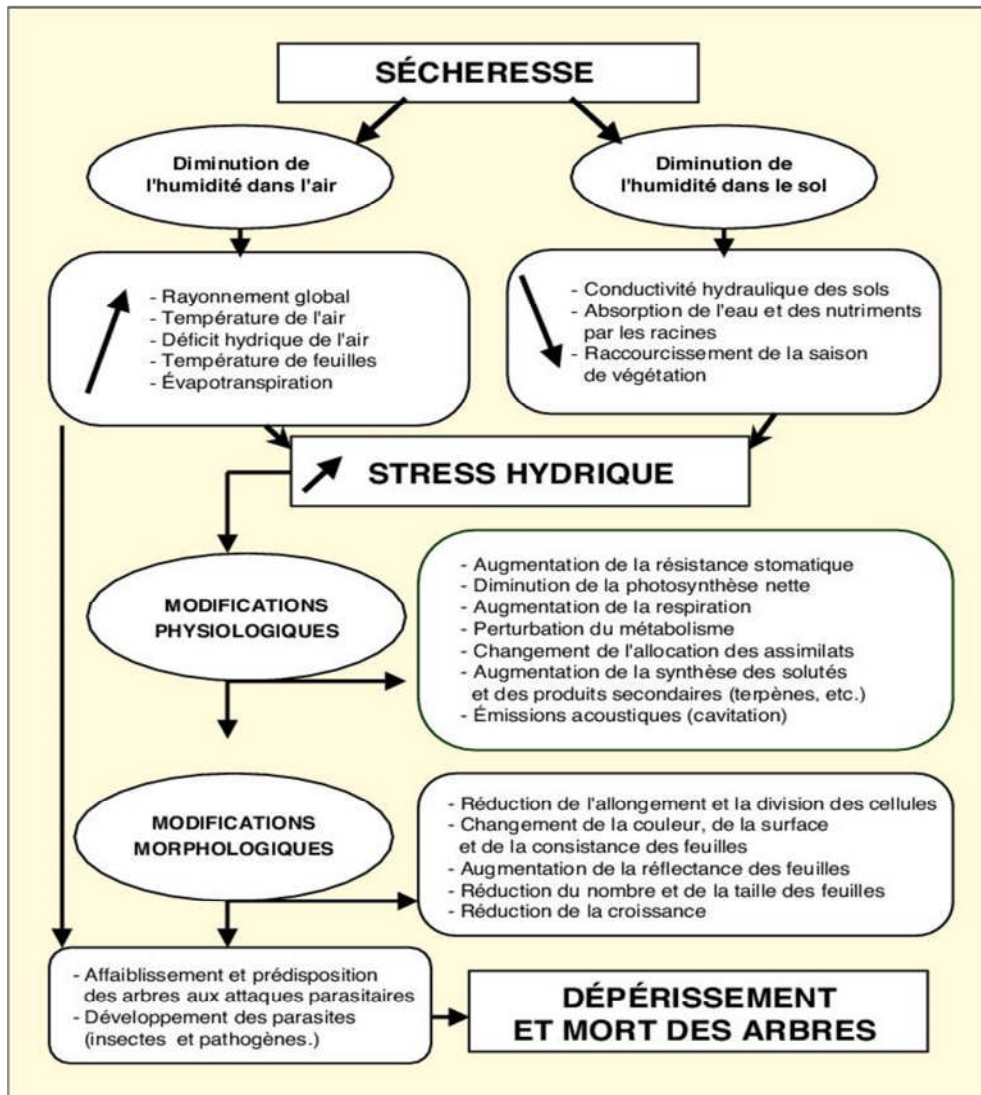 SÉCHERESSE
Diminution de
l'humidité dans l'air
Diminution de
l'humidité dans le sol
- Rayonnement global
- Température de l'air
- Déficit hydrique de l'air
- Température de feuilles
- Évapotranspiration
- Conductivité hydraulique des sols
- Absorption de l'eau et des nutriments
par les racines
- Raccourcissement de la saison
de végétation
STRESS HYDRIQUE
MODIFICATIONS
PHYSIOLOGIQUES
- Augmentation de la résistance stomatique
- Diminution de la photosynthèse nette
- Augmentation de la respiration
- Perturbation du métabolisme
- Changement de l'allocation des assimilats
- Augmentation de la synthèse des solutés
et des produits secondaires (terpènes, etc.)
- Émissions acoustiques (cavitation)
MODIFICATIONS
MORPHOLOGIQUES
- Réduction de l'allongement et la division des cellules
- Changement de la couleur, de la surface
et de la consistance des feuilles
- Augmentation de la réflectance des feuilles
- Réduction du nombre et de la taille des feuilles
- Réduction de la croissance
- Affaiblissement et prédisposition
des arbres aux attaques parasitaires
- Développement des parasites
(insectes et pathogènes.)
DÉPÉRISSEMENT
ET MORT DES ARBRES